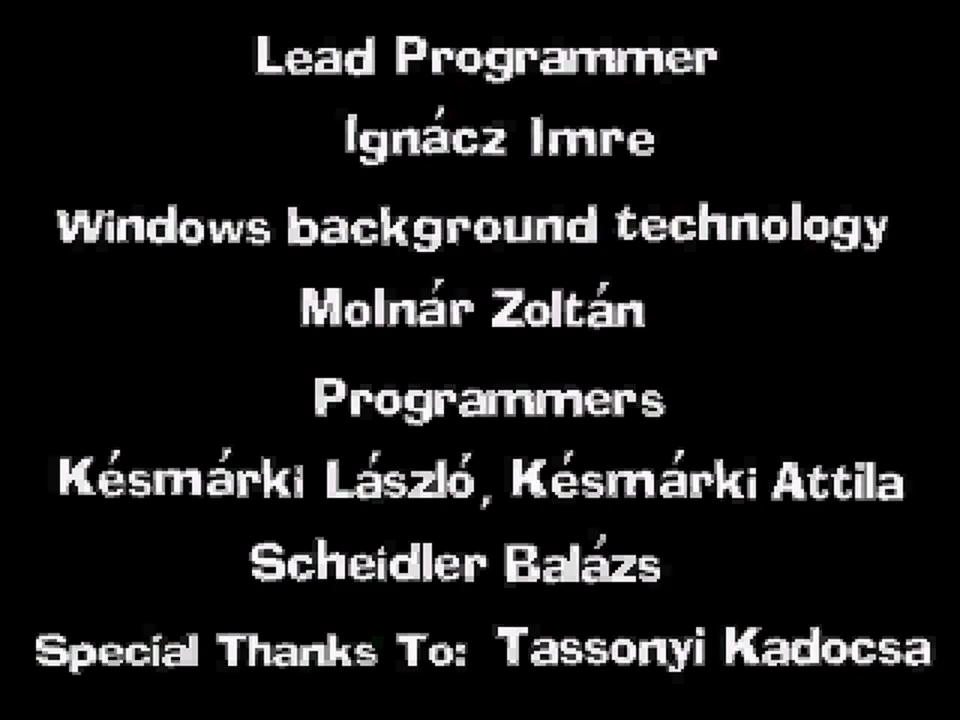 Lead Programmer
Ignácz Imre
Windows background technology
Molnár Zoltán
Programmers
Késmárki László, Késmárki Attila
Scheidler Balázs
Special Thanks To: Tassonyi Kadocsa